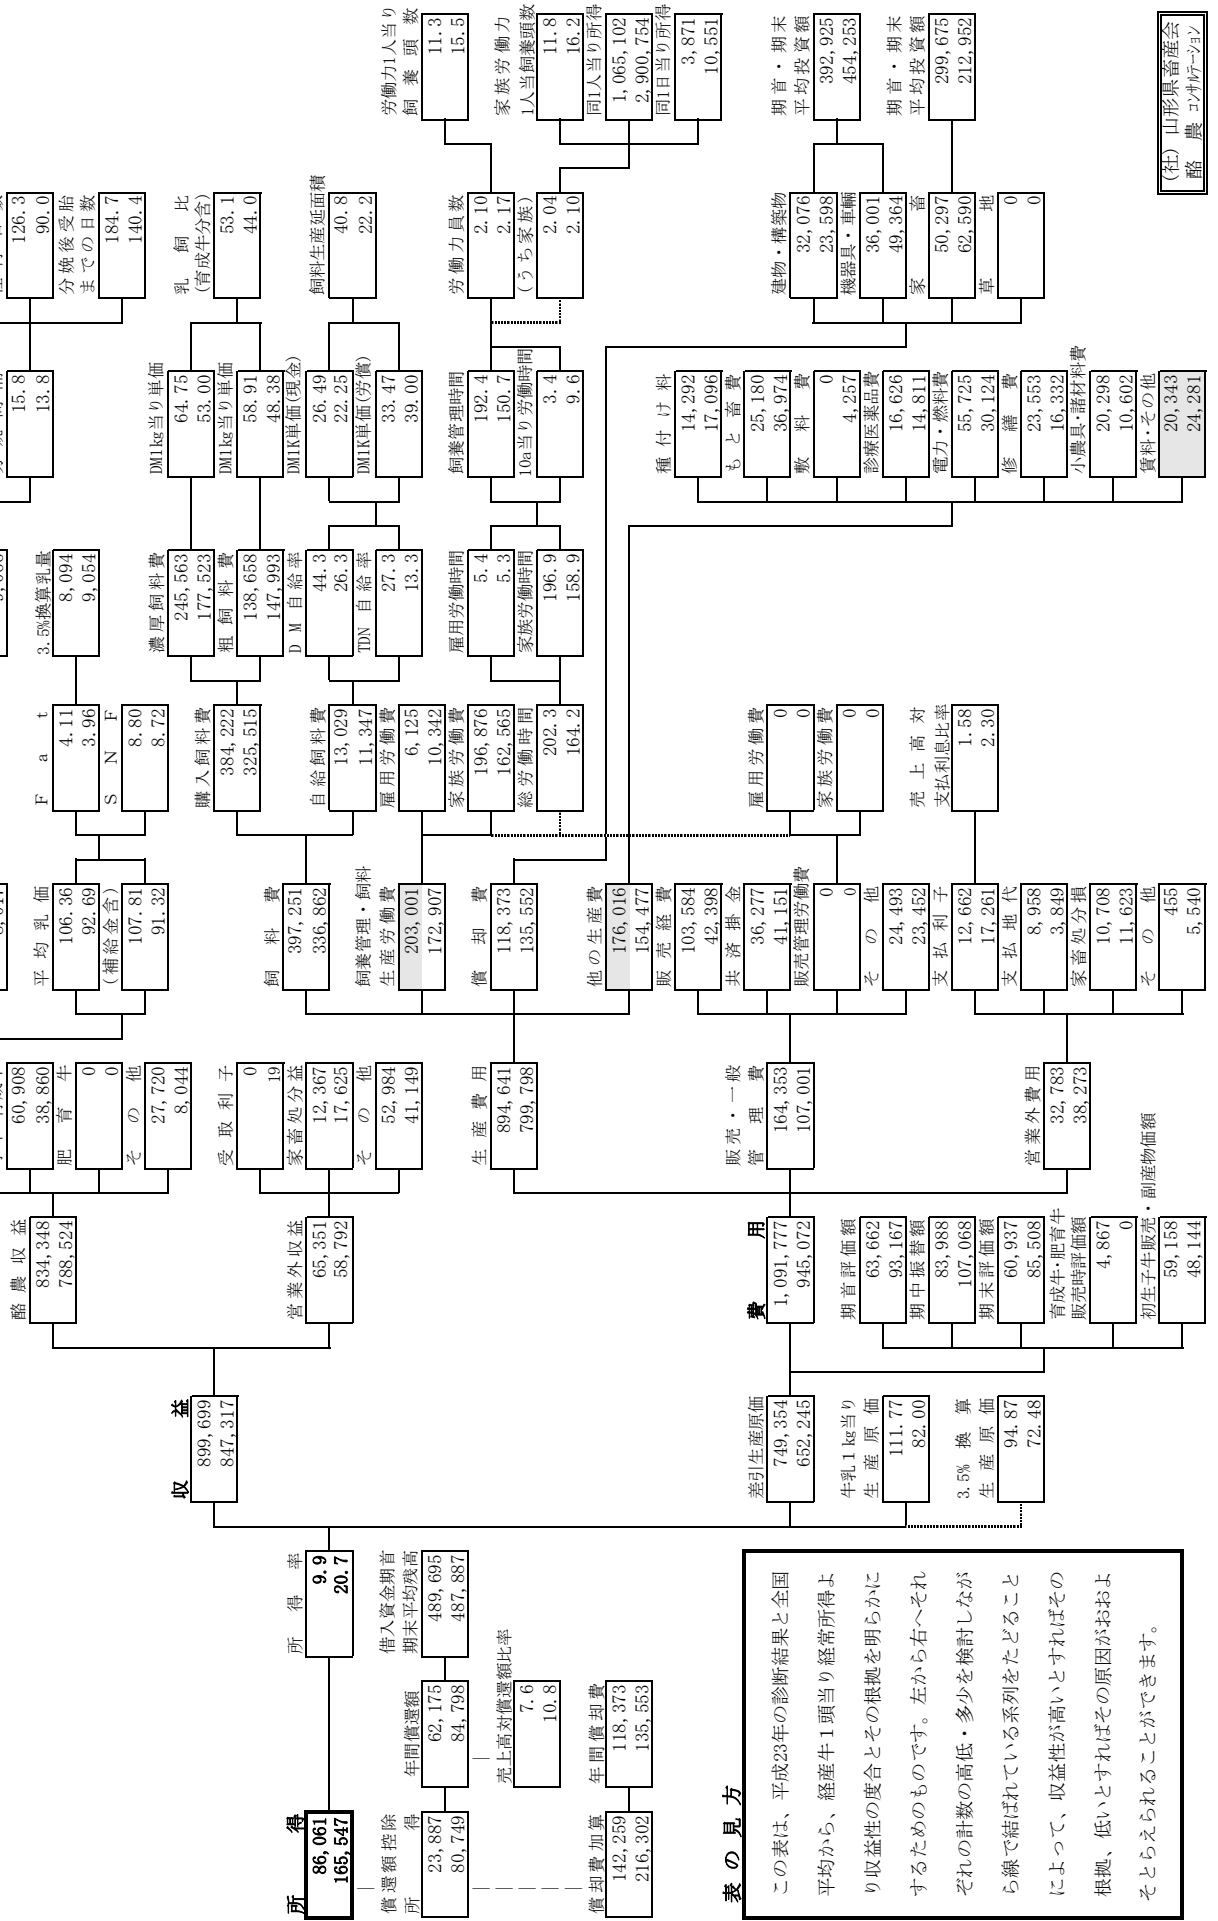 所　得
86,061
165,547
償還額控除
所　　得
23,887
80,749
償却費加算
142,259
216,302
年間償還額
62,175
84,798
売上高対償還額比率
7.6
10.8
年間償却費
118,373
135,553
所　得　率
9.9
20.7
借入資金期首
期末平均残高
489,695
487,887
表の見方
この表は、平成23年の診断結果と全国
平均から、経産牛１頭当り経常所得よ
り収益性の度合とその根拠を明らかに
するためのものです。左から右へそれ
ぞれの計数の高低・多少を検討しなが
ら線で結ばれている系列をたどること
によって、収益性が高いとすればその
根拠、低いとすればその原因がおおよ
そとらえられることができます。
収　　益
899,699
847,317
差引生産原価
749,354
652,245
牛乳１kg当り
生産原価
111.77
82.00
3.5%　換　算
生産原価
94.87
72.48
酪農収益
834,348
788,524
営業外収益
65,351
58,792
費　　用
1,091,777
945,072
期首評価額
63,662
93,167
期中振替額
83,988
107,068
期末評価額
60,937
85,508
育成牛・肥育牛
販売時評価額
4,867
0
初生子牛販売・副産物価額
59,158
48,144
60,908
38,860
肥　育　牛
0
0
そ　の　他
27,720
8,044
受取利子
0
19
家畜処分益
12,367
17,625
そ　の　他
52,984
41,149
生産費用
894,641
799,798
販売・一般
管　理　費
164,353
107,001
営業外費用
32,783
38,273
平均乳価
106.36
92.69
（補給金含）
107.81
91.32
飼　料　費
397,251
336,862
飼養管理・飼料
生産労働費
203,001
172,907
償　却　費
118,373
135,552
他の生産費
176,016
154,477
販売経費
103,584
42,398
共済掛金
36,277
41,151
販売管理労働費
0
0
そ　の　他
24,493
23,452
支払利子
12,662
17,261
支払地代
8,958
3,849
家畜処分損
10,708
11,623
そ　の　他
455
5,540
Ｆ　ａ　ｔ
4.11
3.96
Ｓ　Ｎ　Ｆ
8.80
8.72
購入飼料費
384,222
325,515
自給飼料費
13,029
11,347
雇用労働費
6,125
10,342
家族労働費
196,876
162,565
総労働時間
202.3
164.2
雇用労働費
0
0
家族労働費
0
0
売上高対
支払利息比率
1.58
2.30
3.5%換算乳量
8,094
9,054
濃厚飼料費
245,563
177,523
粗飼料費
138,658
147,993
ＤＭ自給率
44.3
26.3
TDN自給率
27.3
13.3
雇用労働時間
5.4
5.3
家族労働時間
196.9
158.9
15.8
13.8
DM1kg当り単価
64.75
53.00
DM1kg当り単価
58.91
48.38
DM1K単価(現金)
26.49
22.25
DM1K単価(労償)
33.47
39.00
飼養管理時間
192.4
150.7
10a当り労働時間
3.4
9.6
種付け料
14,292
17,096
もと畜費
25,180
36,974
敷　料　費
0
4,257
診療医薬品費
16,626
14,811
電力・燃料費
55,725
30,124
修　繕　費
23,553
16,332
小農具・諸材料費
20,298
10,602
賃料・その他
20,343
24,281
126.3
90.0
分娩後受胎
までの日数
184.7
140.4
乳　飼　比
(育成牛分含)
53.1
44.0
飼料生産延面積
40.8
22.2
労働力員数
2.10
2.17
（うち家族）
2.04
2.10
建物・構築物
32,076
23,598
機器具・車輛
36,001
49,364
家　　畜
50,297
62,590
草　　地
0
0
労働力1人当り
飼養頭数
11.3
15.5
家族労働力
1人当飼養頭数
11.8
16.2
同1人当り所得
1,065,102
2,900,754
同1日当り所得
3,871
10,551
期首・期末
平均投資額
392,925
454,253
期首・期末
平均投資額
299,675
212,952
（社）山形県畜産会
酪　農　コンサルテーション